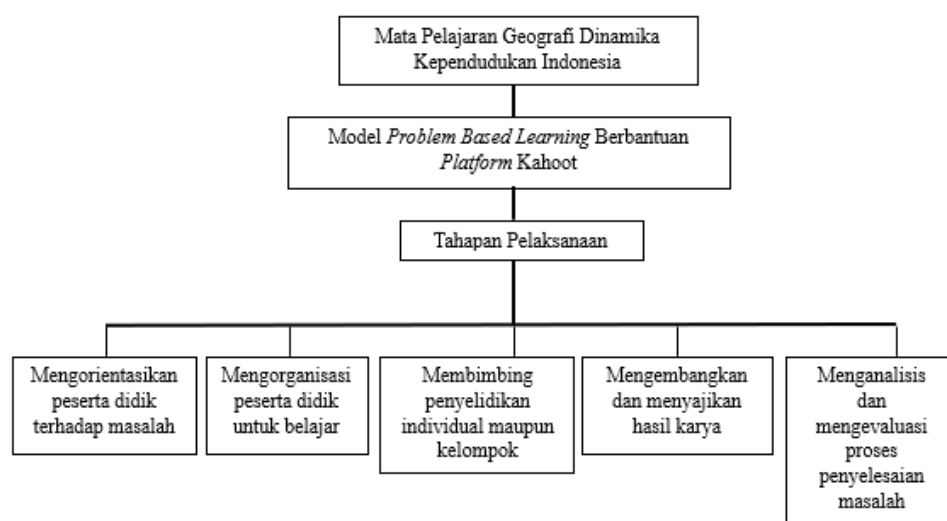 Mata Pelajaran Geografi Dinamika
Kependudukan Indonesia
Model Problem Based Learning Berbantuan
Platform Kahoot
Tahapan Pelaksanaan
Mengorientasikan
peserta didik
terhadap masalah
Mengorganisasi
peserta didik
untuk belajar
Membimbing
penyelidikan
individual maupun
kelompok
Mengembangkan
dan menyajikan
hasil karya
Menganalisis
dan
mengevaluasi
proses
penyelesaian
masalah